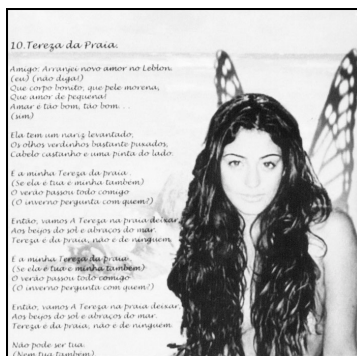 10.Tereza da Praia.
Amigo: Arranjei novo amor no Leblon.
(eu) (não diga!)
Que corpo bonito, que pele morena,
Que amor de pequena!
Amar é tão bom, tão bom. . .
(sim)
Ela tem um nariz levantado,
Os olhos verdinhos bastante puxados,
Cabelo castanho e uma pinta do lado.
É a minha Tereza da praia.
(Se ela é tua é minha também)
O verão passou todo comigo
(O inverno pergunta com quem?)
Então, vamos A Tereza na praia deixar,
Aos beijos do sol e abraços do mar.
Tereza é da praia, não é de ninguém.
É a minha Tereza da praia.
(Se ela é tua é minha também)
O verão passou todo comigo
(O inverno pergunta com quem?)
Então, vamos A Tereza na praia deixar,
Aos beijos do sol e abraços do mar.
Tereza é da praia, não é de ninguém.
Não pode ser tua.
(Nem tua também)